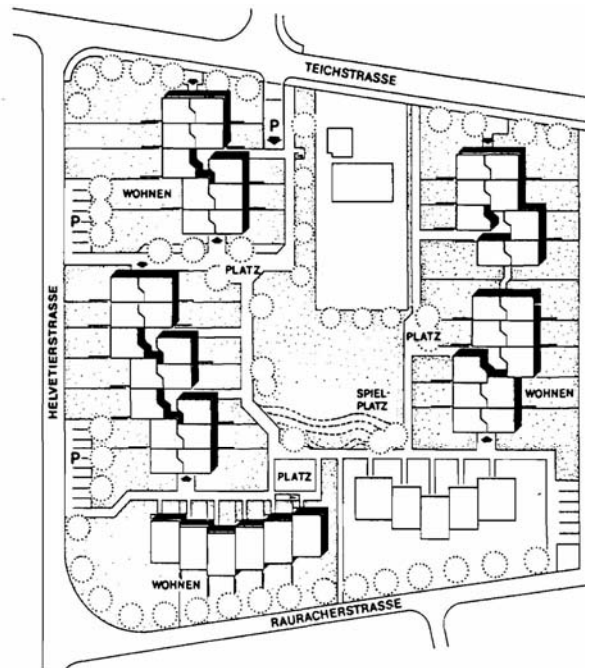 TEICHSTRASSE
P
WOHNEN
P
PLATZ
HELVETIERSTRASSE
PLATZ
SPIEL-
PLATZ
WOHNEN
P
PLATZ
WOHNEN
RAURACHERSTRASSE